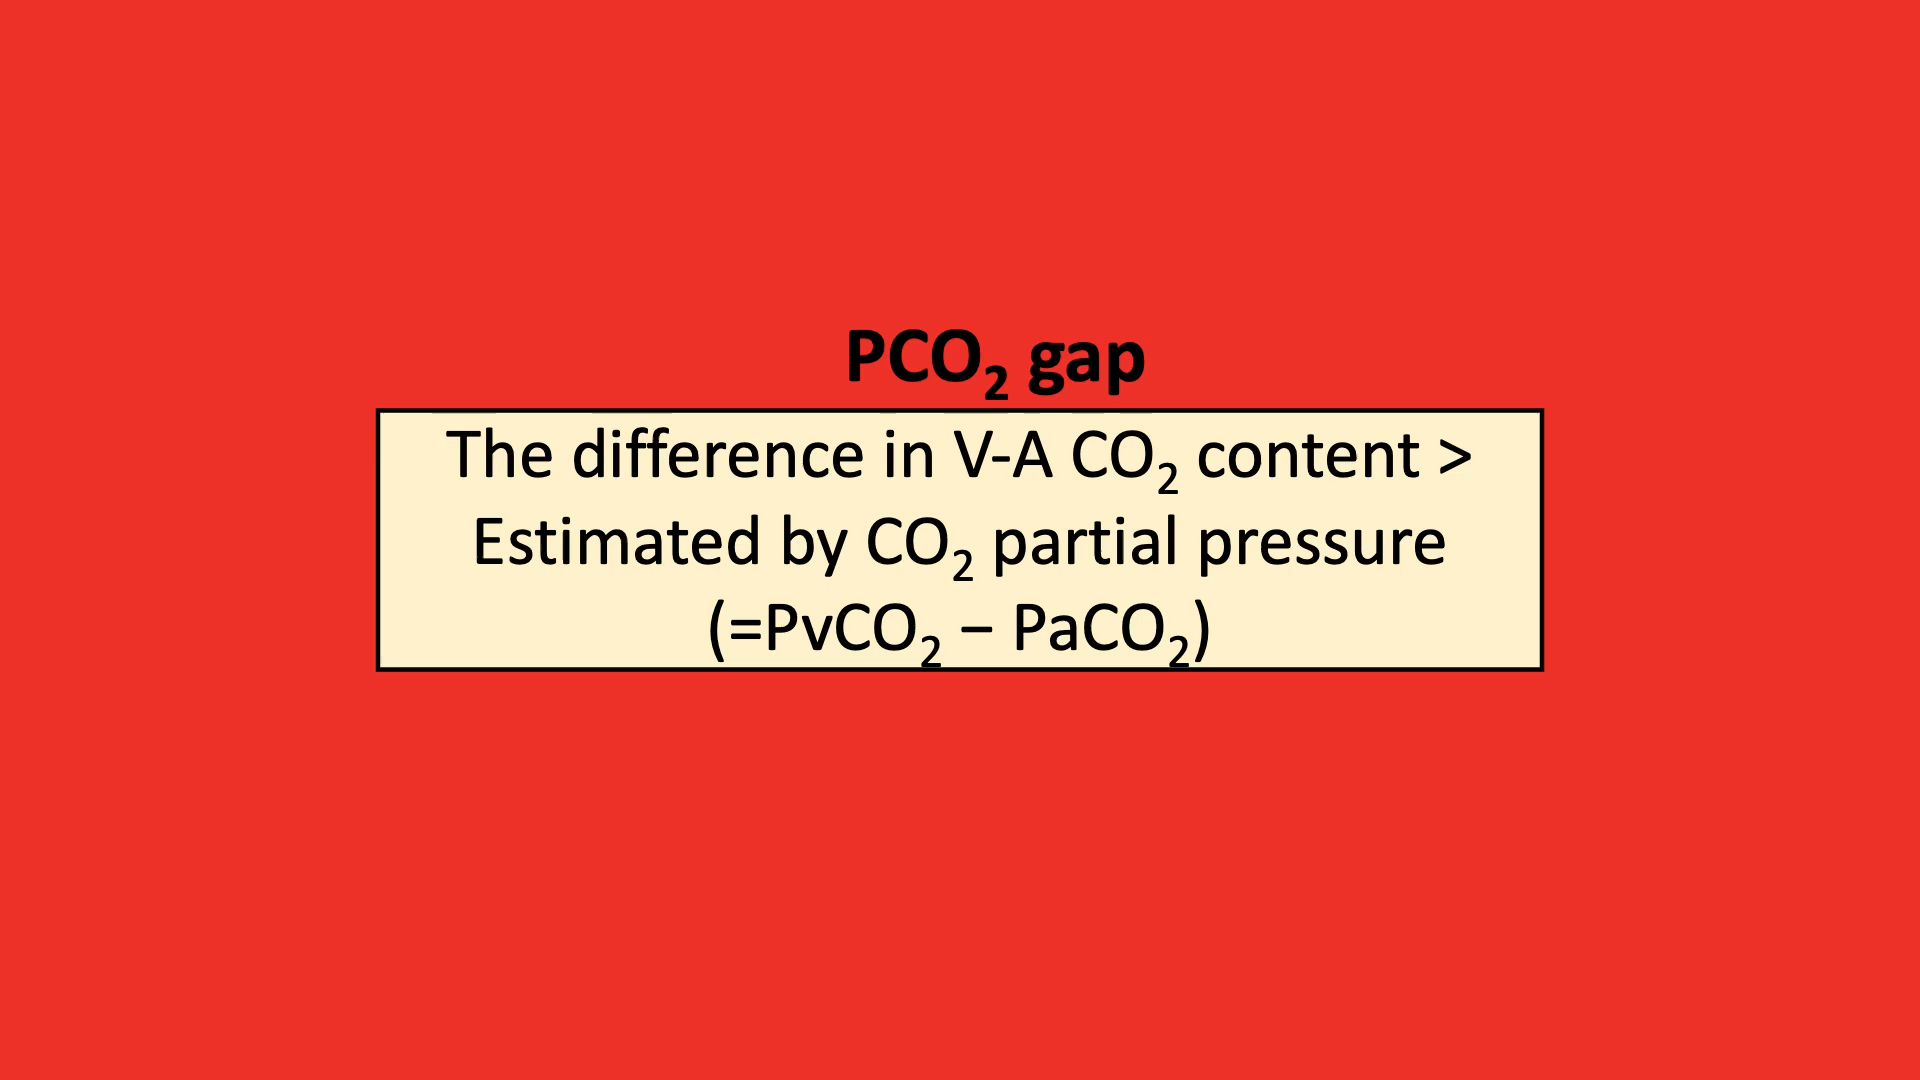 PCO₂ gap
The difference in V-A CO₂ content >
Estimated by CO₂ partial pressure
(=PvCO₂ – PaCO₂)